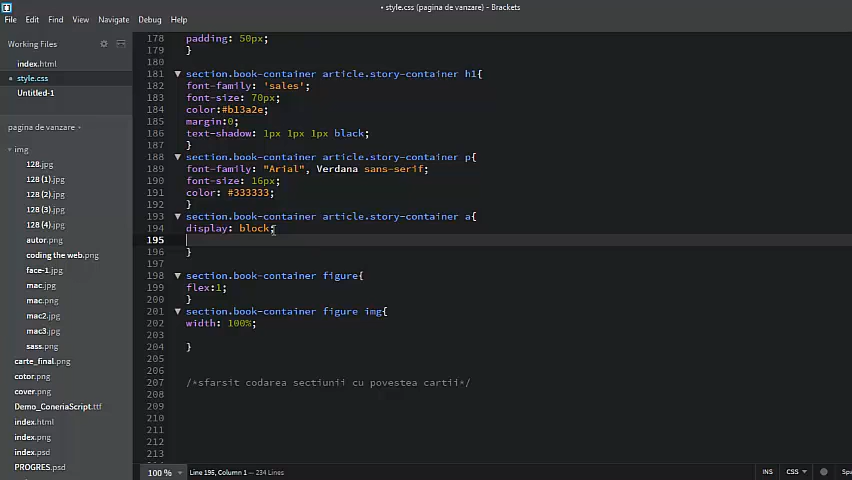 • style.css (pagina de vanzare) - Brackets
File Edit Find View Navigate Debug Help
Working Files
index.html
• style.css
Untitled-1
pagina de vanzare
img
128.jpg
128 (1).jpg
128 (2).jpg
128 (3).jpg
128 (4).jpg
autor.png
coding the web.png
face-1.jpg
mac.jpg
mac.png
mac2.jpg
mac3.jpg
sass.png
carte_final.png
cotor.png
cover.png
Demo_ConeriaScript.ttf
index.html
index.png
index.psd
PROGRES.psd
178 padding: 50px;
179 }
180
181 section.book-container article.story-container h1{
182 font-family: 'sales';
183 font-size: 70px;
184 color:#b13a2e;
185 margin:0;
186 text-shadow: 1px 1px 1px black;
187 }
188 section.book-container article.story-container p{
189 font-family: "Arial", Verdana sans-serif;
190 font-size: 16px;
191 color: #333333;
192 }
193 section.book-container article.story-container a{
194 display: block;
195
196 }
197
198 section.book-container figure{
199 flex:1;
200 }
201 section.book-container figure img{
202 width: 100%;
203
204 }
205
206
207 /*sfarsit codarea sectiunii cu povestea cartii*/
208
209
210
211
212
213
100 % Line 195, Column 1 — 234 Lines INS CSS Spa